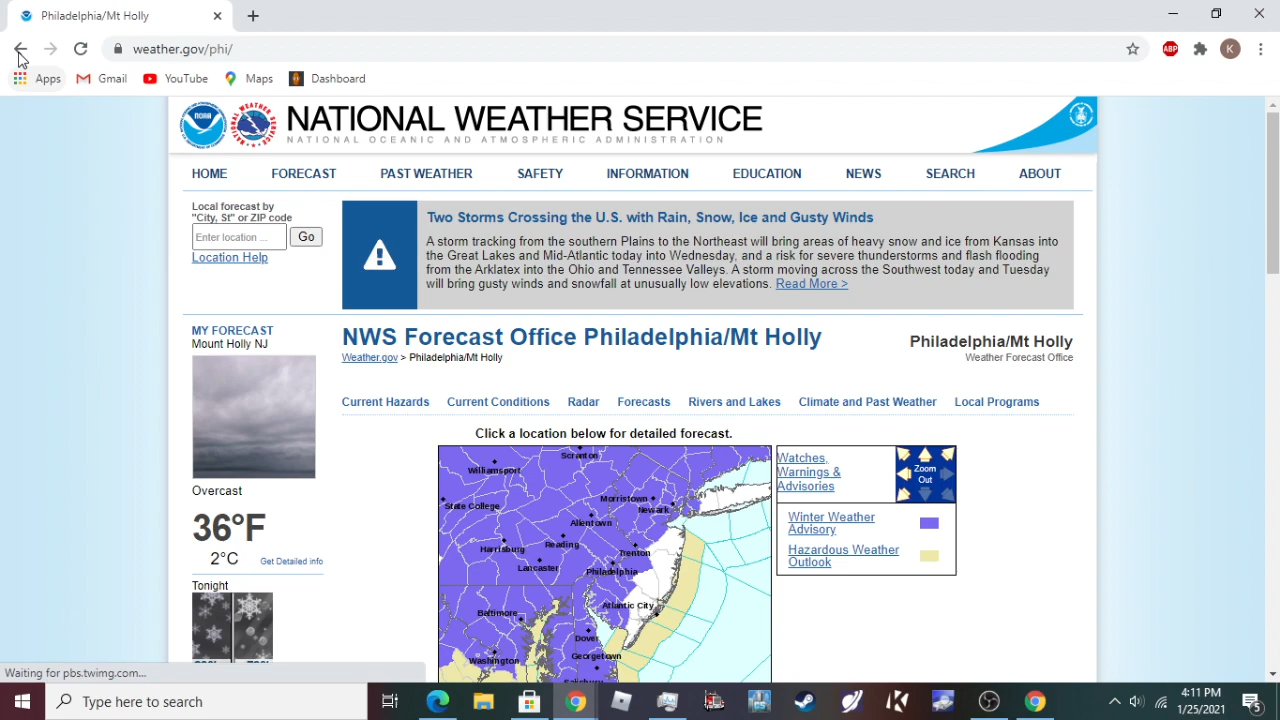 Philadelphia/Mt Holly
weather.gov/phi/
ABP
K
Apps
Gmail
YouTube
Maps
Dashboard
NOAA
NATIONAL WEATHER SERVICE
NATIONAL OCEANIC AND ATMOSPHERIC ADMINISTRATION
HOME
FORECAST
PAST WEATHER
SAFETY
INFORMATION
EDUCATION
NEWS
SEARCH
ABOUT
Local forecast by
"City, St" or ZIP code
Enter location ...
Go
Location Help
Two Storms Crossing the U.S. with Rain, Snow, Ice and Gusty Winds
A storm tracking from the southern Plains to the Northeast will bring areas of heavy snow and ice from Kansas into
the Great Lakes and Mid-Atlantic today into Wednesday, and a risk for severe thunderstorms and flash flooding
from the Arklatex into the Ohio and Tennessee Valleys. A storm moving across the Southwest today and Tuesday
will bring gusty winds and snowfall at unusually low elevations. Read More >
MY FORECAST
Mount Holly NJ
Overcast
36°F
2°C
Get Detailed info
Tonight
NWS Forecast Office Philadelphia/Mt Holly
Weather.gov > Philadelphia/Mt Holly
Philadelphia/Mt Holly
Weather Forecast Office
Current Hazards
Current Conditions
Radar
Forecasts
Rivers and Lakes
Climate and Past Weather
Local Programs
Click a location below for detailed forecast.
Scranton
Williamsport
State College
Morristown
Newark
Allentown
Harrisburg
Reading
Trenton
Lancaster
Philadelphia
Baltimore
Atlantic City
Dover
Washington
Georgetown
Salisbury
Watches,
Warnings &
Advisories
Zoom
Out
Winter Weather
Advisory
Hazardous Weather
Outlook
Waiting for pbs.twimg.com...
Type here to search
4:11 PM
1/25/2021
5